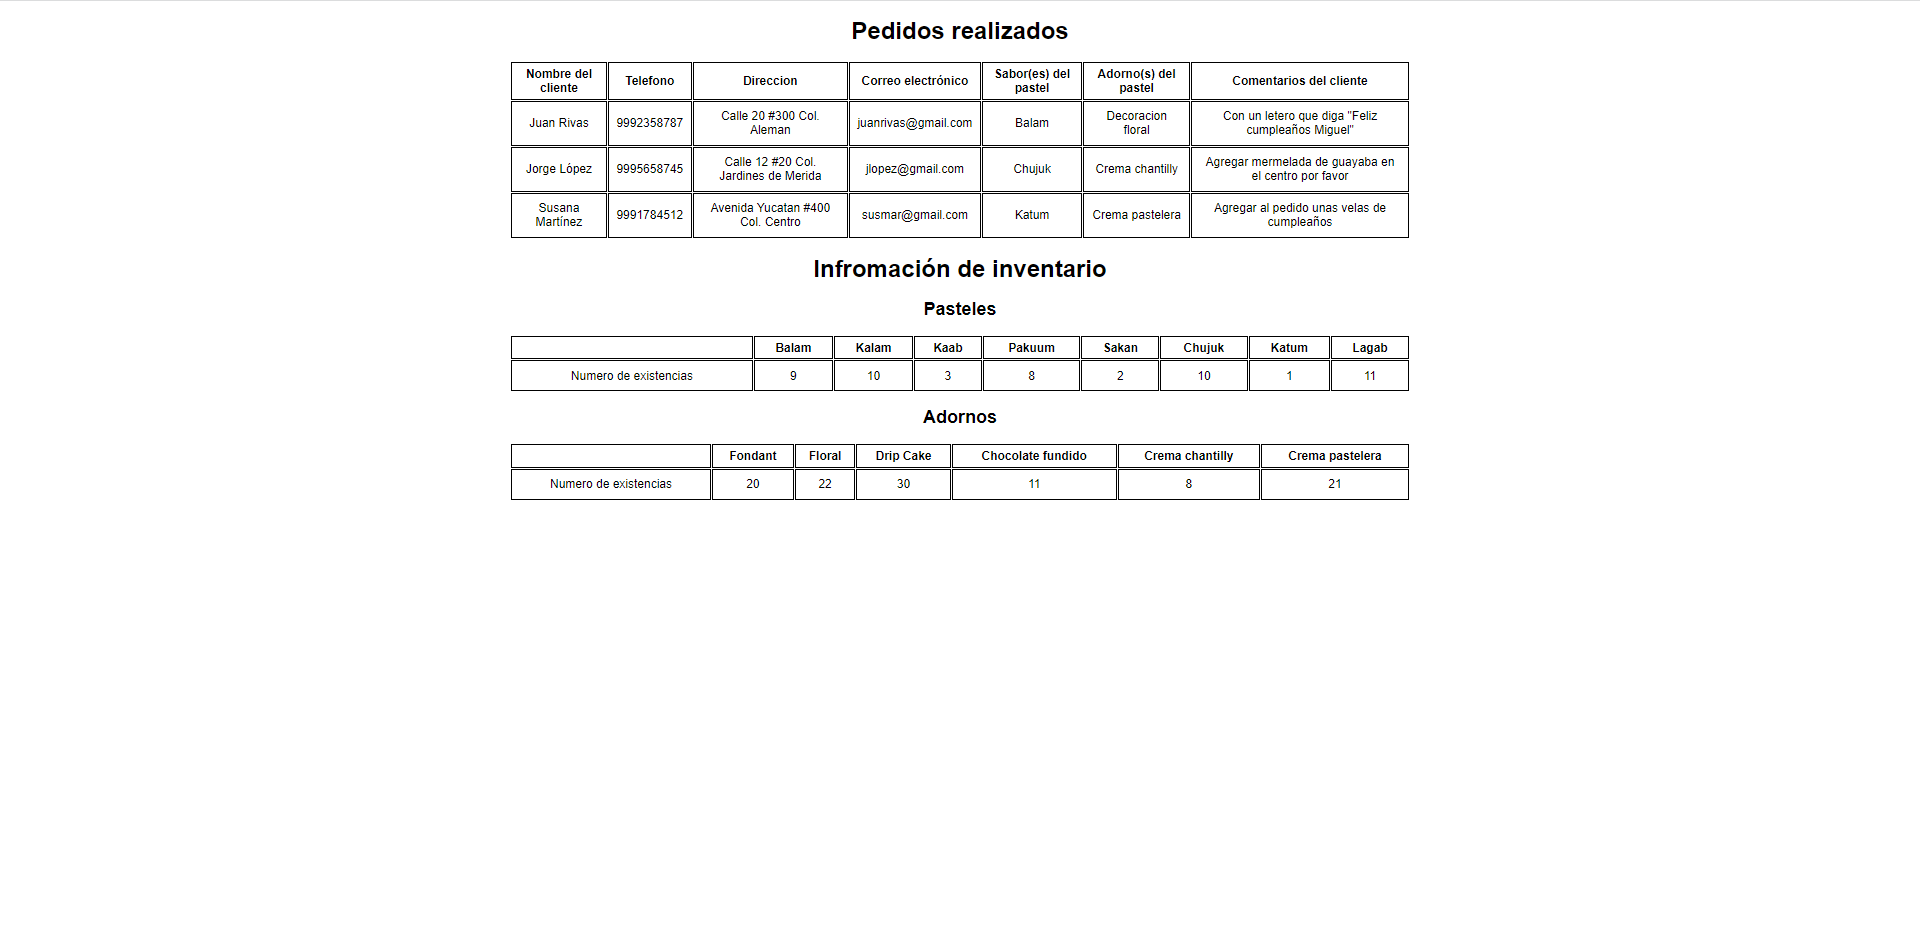 Pedidos realizados
Nombre del cliente Telefono Direccion Correo electrónico Sabor(es) del pastel Adorno(s) del pastel Comentarios del cliente
Juan Rivas 9992358787 Calle 20 #300 Col. Aleman juanrivas@gmail.com Balam Decoracion floral Con un letero que diga "Feliz cumpleaños Miguel"
Jorge López 9995658745 Calle 12 #20 Col. Jardines de Merida jlopez@gmail.com Chujuk Crema chantilly Agregar mermelada de guayaba en el centro por favor
Susana Martínez 9991784512 Avenida Yucatan #400 Col. Centro susmar@gmail.com Katum Crema pastelera Agregar al pedido unas velas de cumpleaños
Infromación de inventario
Pasteles
Balam Kalam Kaab Pakuum Sakan Chujuk Katum Lagab
Numero de existencias 9 10 3 8 2 10 1 11
Adornos
Fondant Floral Drip Cake Chocolate fundido Crema chantilly Crema pastelera
Numero de existencias 20 22 30 11 8 21